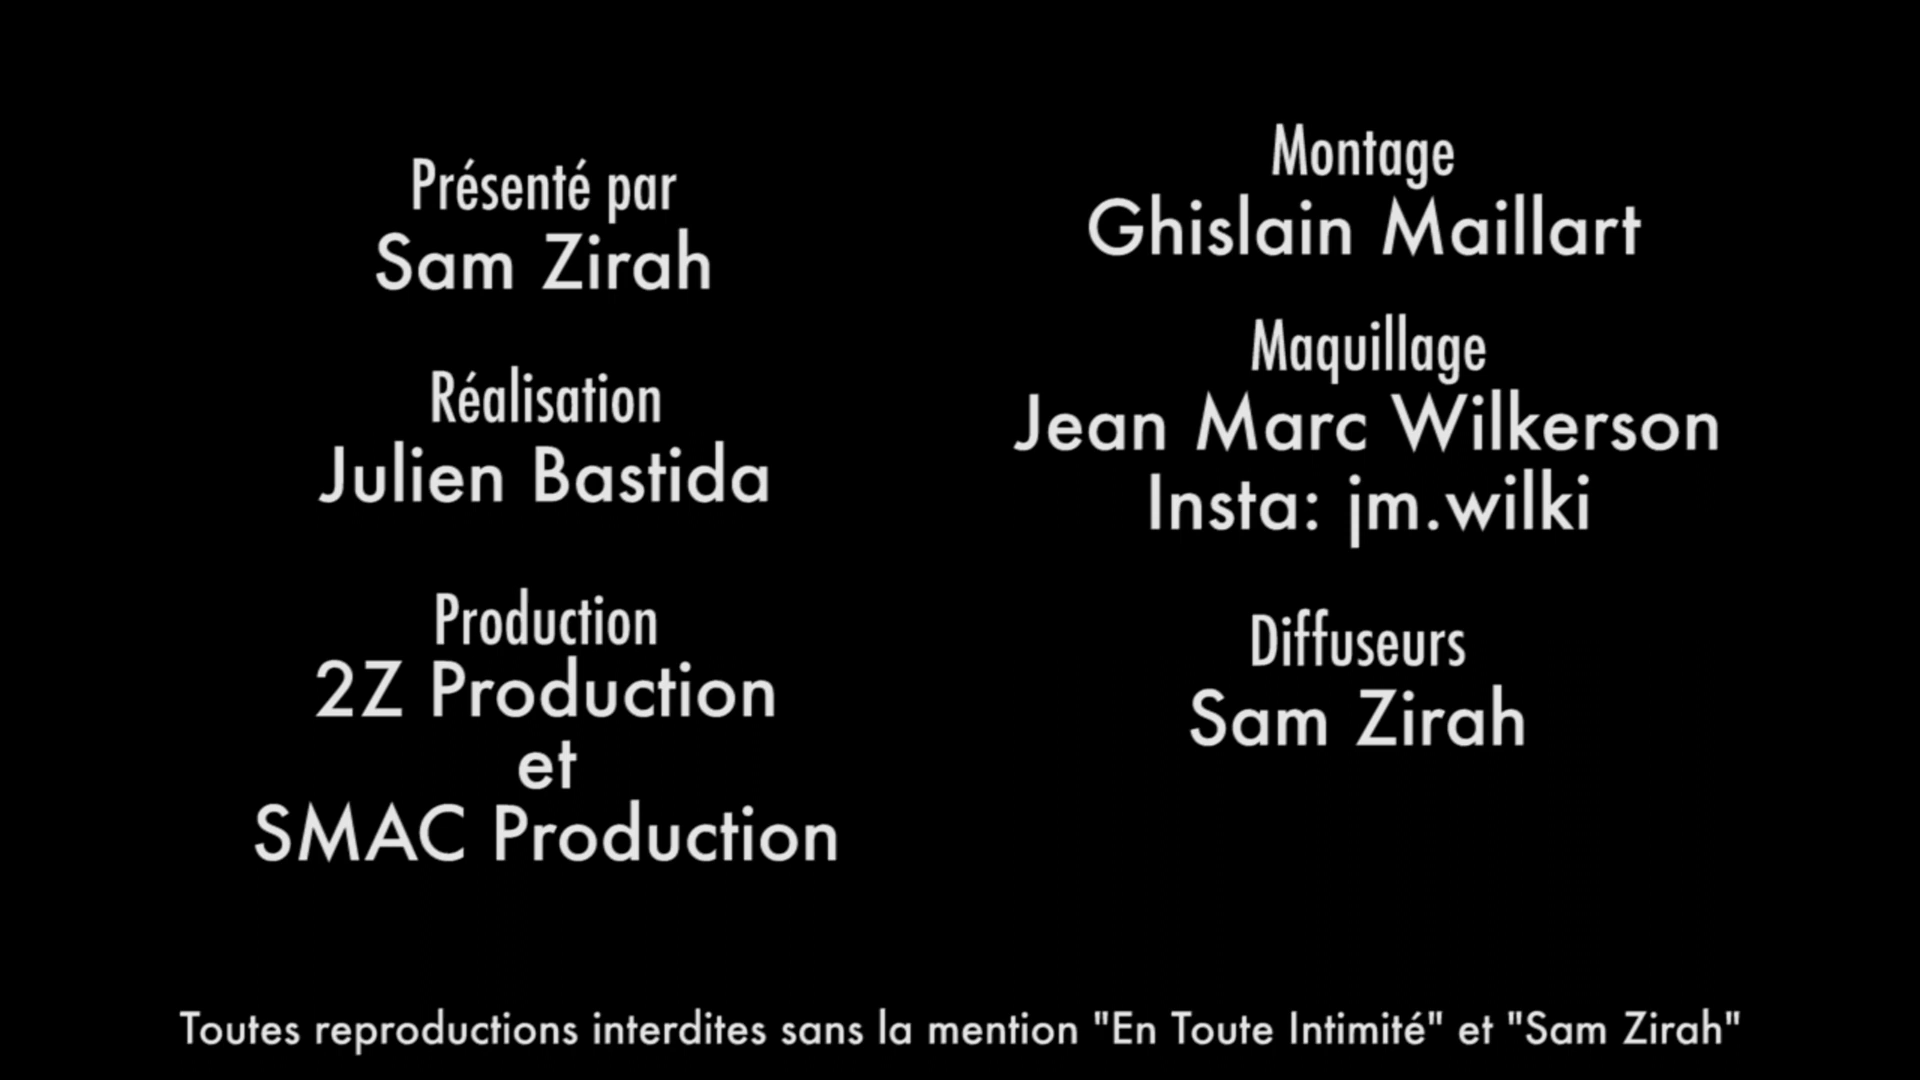 Présenté par
Sam Zirah
Réalisation
Julien Bastida
Production
2Z Production
et
SMAC Production
Montage
Ghislain Maillart
Maquillage
Jean Marc Wilkerson
Insta: jm.wilki
Diffuseurs
Sam Zirah
Toutes reproductions interdites sans la mention "En Toute Intimité" et "Sam Zirah"